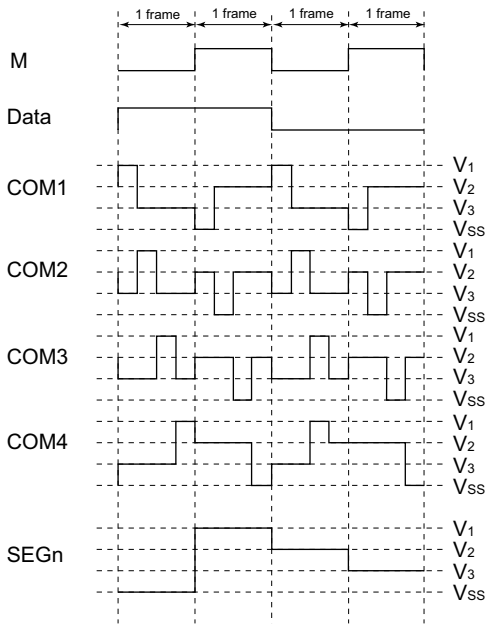 1 frame 1 frame 1 frame 1 frame
M
Data
V1
COM1 V2
V3
VSS
V1
COM2 V2
V3
VSS
V1
COM3 V2
V3
VSS
V1
COM4 V2
V3
VSS
V1
V2
SEGn
V3
VSS